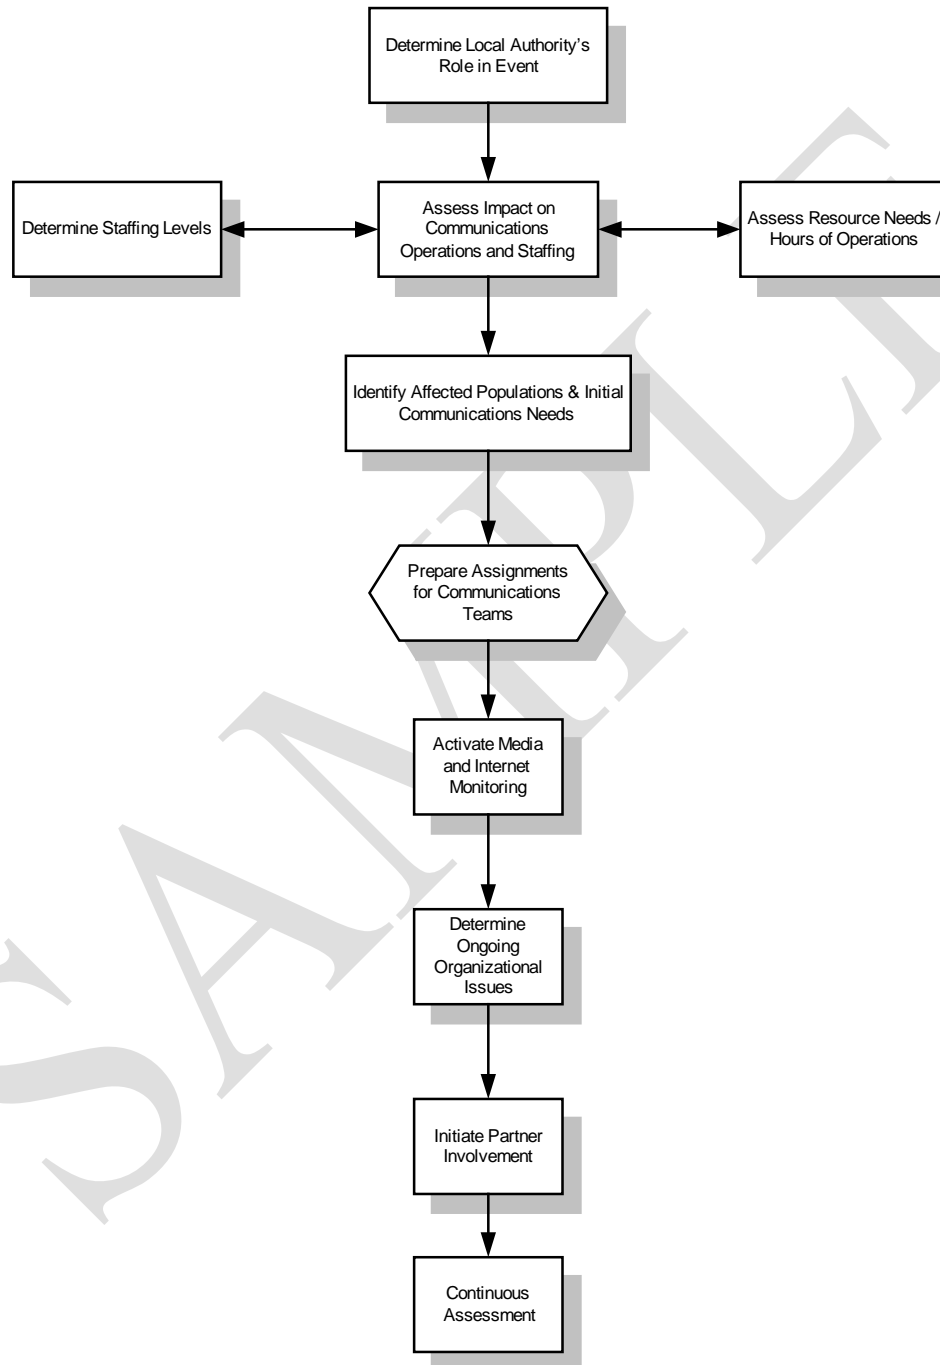 Determine Local Authority's
Role in Event
Determine Staffing Levels
Assess Impact on
Communications
Operations and Staffing
Assess Resource Needs /
Hours of Operations
Identify Affected Populations & Initial
Communications Needs
Prepare Assignments
for Communications
Teams
Activate Media
and Internet
Monitoring
Determine
Ongoing
Organizational
Issues
Initiate Partner
Involvement
Continuous
Assessment
SAMPLE